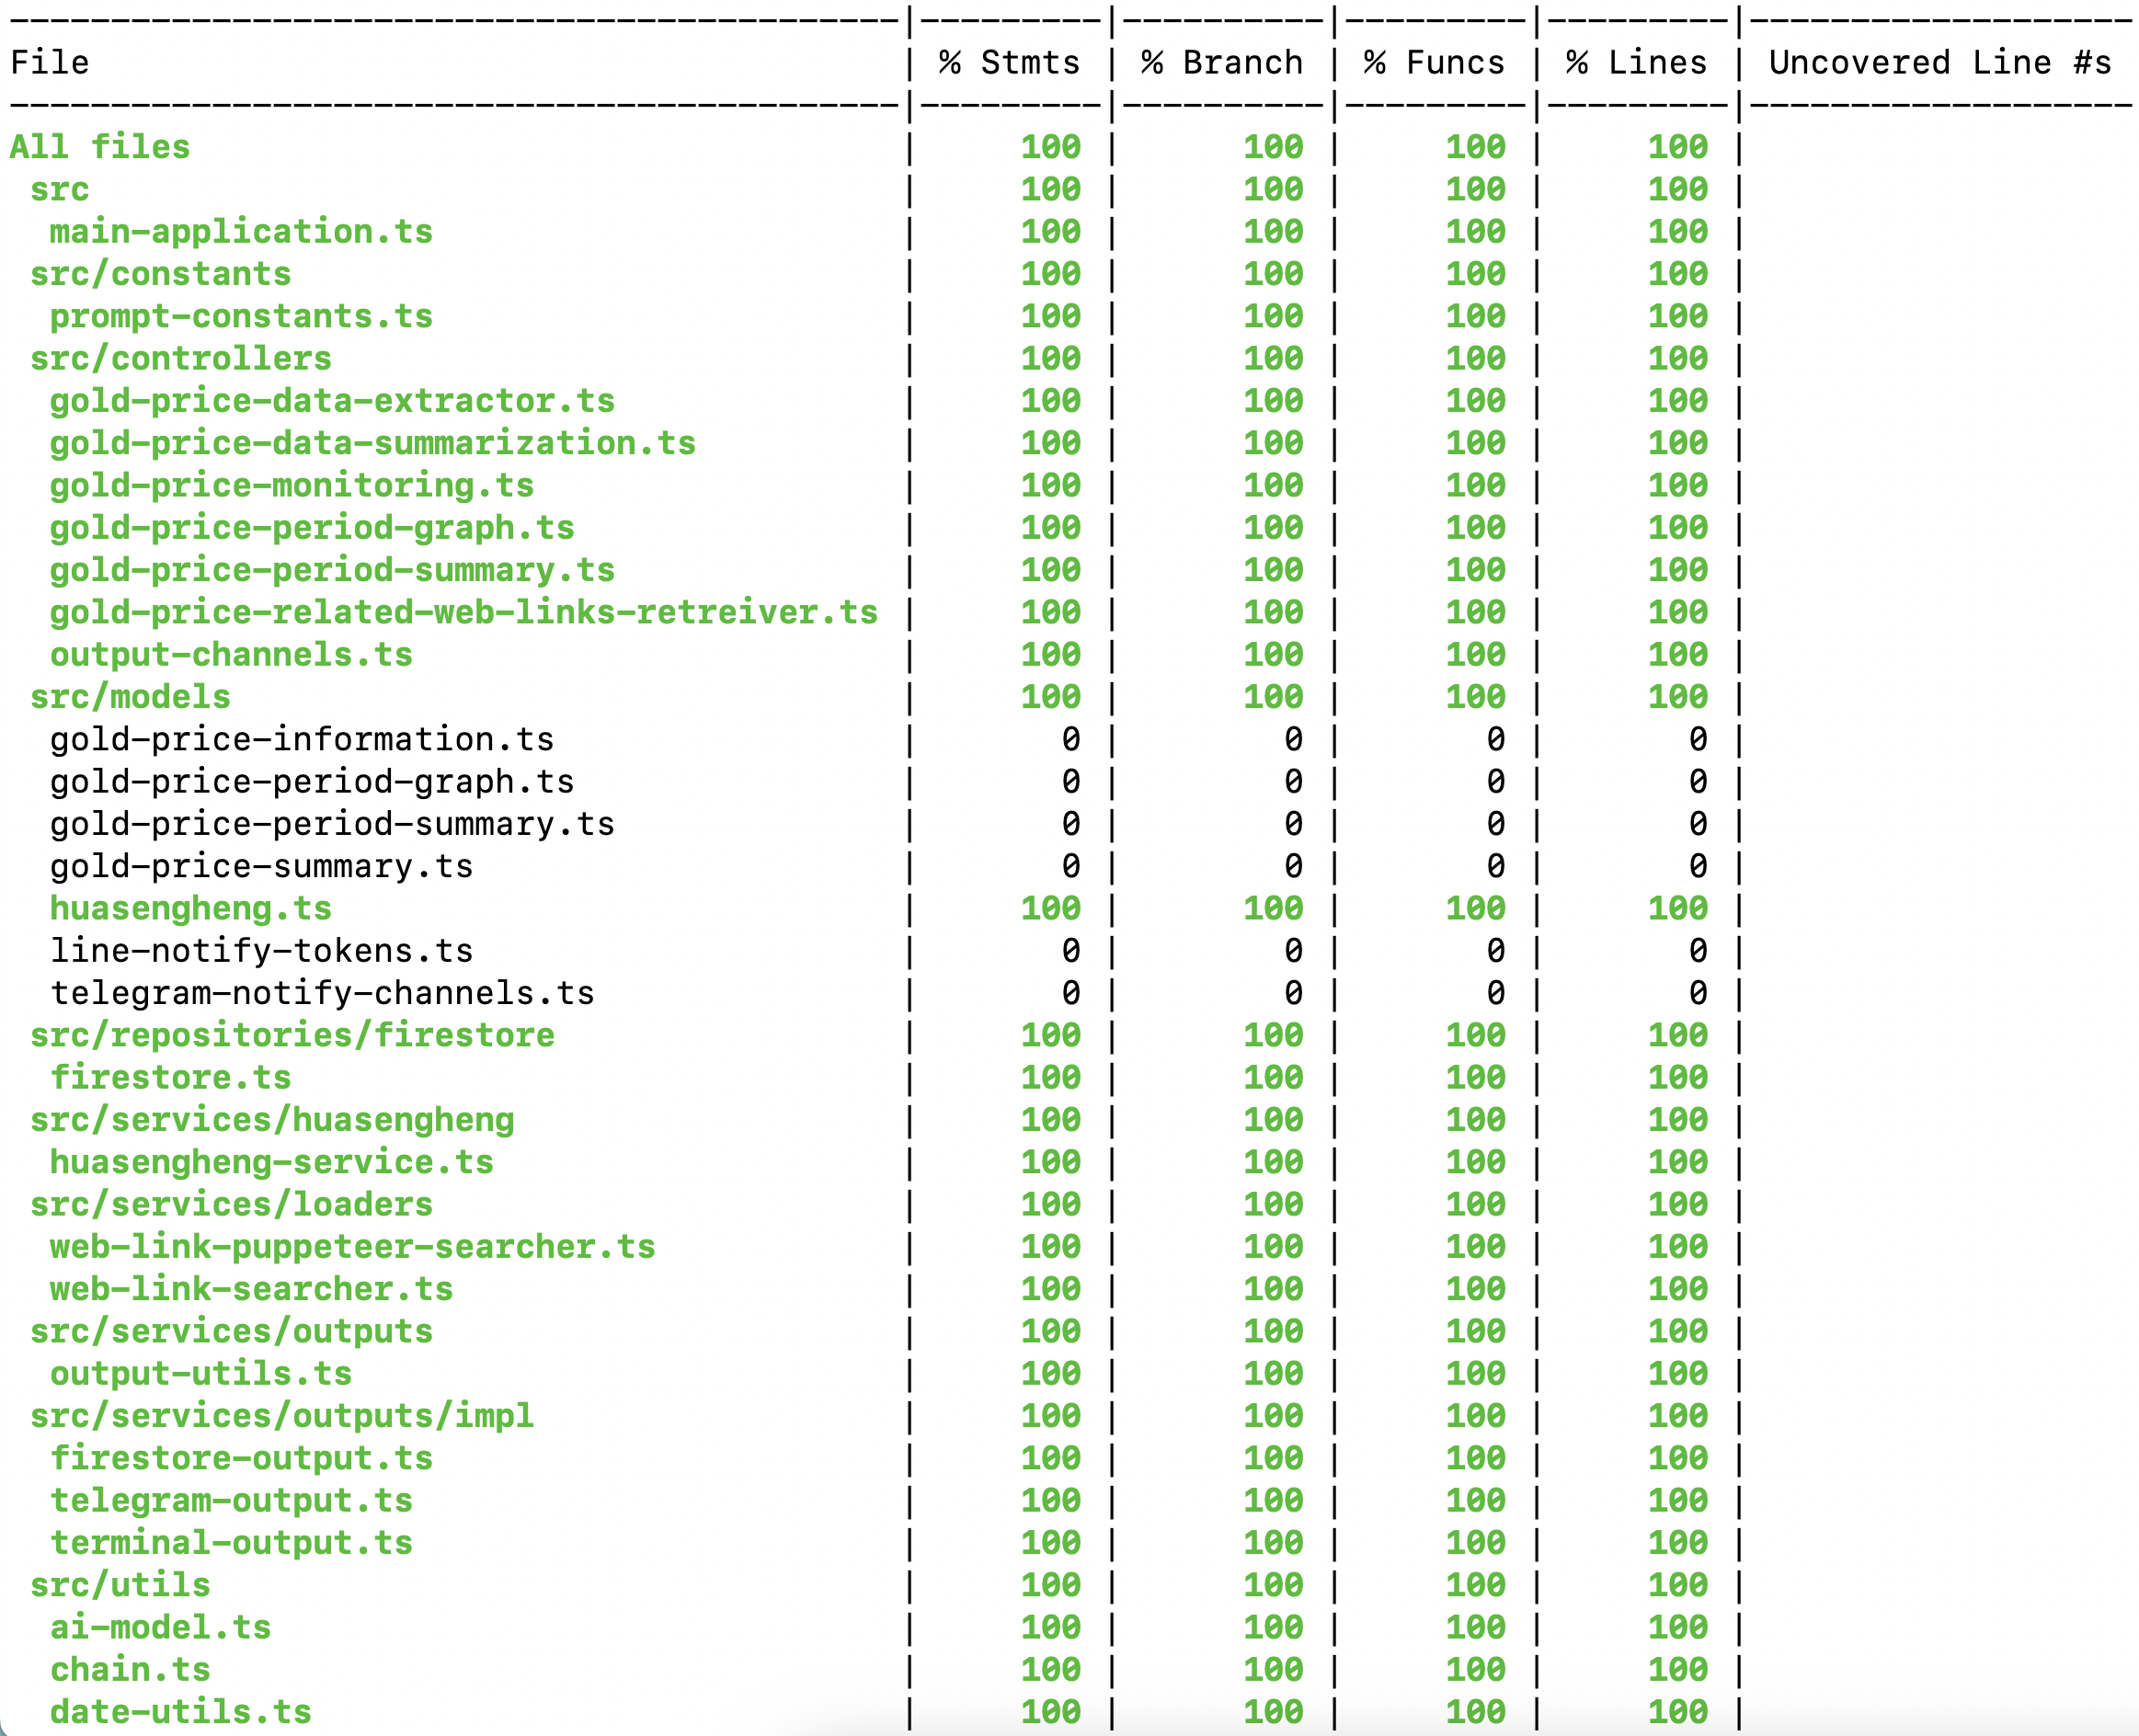 File | % Stmts | % Branch | % Funcs | % Lines | Uncovered Line #s
All files | 100 | 100 | 100 | 100 |
src | 100 | 100 | 100 | 100 |
main-application.ts | 100 | 100 | 100 | 100 |
src/constants | 100 | 100 | 100 | 100 |
prompt-constants.ts | 100 | 100 | 100 | 100 |
src/controllers | 100 | 100 | 100 | 100 |
gold-price-data-extractor.ts | 100 | 100 | 100 | 100 |
gold-price-data-summarization.ts | 100 | 100 | 100 | 100 |
gold-price-monitoring.ts | 100 | 100 | 100 | 100 |
gold-price-period-graph.ts | 100 | 100 | 100 | 100 |
gold-price-period-summary.ts | 100 | 100 | 100 | 100 |
gold-price-related-web-links-retreiver.ts | 100 | 100 | 100 | 100 |
output-channels.ts | 100 | 100 | 100 | 100 |
src/models | 100 | 100 | 100 | 100 |
gold-price-information.ts | 0 | 0 | 0 | 0 |
gold-price-period-graph.ts | 0 | 0 | 0 | 0 |
gold-price-period-summary.ts | 0 | 0 | 0 | 0 |
gold-price-summary.ts | 0 | 0 | 0 | 0 |
huasengheng.ts | 100 | 100 | 100 | 100 |
line-notify-tokens.ts | 0 | 0 | 0 | 0 |
telegram-notify-channels.ts | 0 | 0 | 0 | 0 |
src/repositories/firestore | 100 | 100 | 100 | 100 |
firestore.ts | 100 | 100 | 100 | 100 |
src/services/huasengheng | 100 | 100 | 100 | 100 |
huasengheng-service.ts | 100 | 100 | 100 | 100 |
src/services/loaders | 100 | 100 | 100 | 100 |
web-link-puppeteer-searcher.ts | 100 | 100 | 100 | 100 |
web-link-searcher.ts | 100 | 100 | 100 | 100 |
src/services/outputs | 100 | 100 | 100 | 100 |
output-utils.ts | 100 | 100 | 100 | 100 |
src/services/outputs/impl | 100 | 100 | 100 | 100 |
firestore-output.ts | 100 | 100 | 100 | 100 |
telegram-output.ts | 100 | 100 | 100 | 100 |
terminal-output.ts | 100 | 100 | 100 | 100 |
src/utils | 100 | 100 | 100 | 100 |
ai-model.ts | 100 | 100 | 100 | 100 |
chain.ts | 100 | 100 | 100 | 100 |
date-utils.ts | 100 | 100 | 100 | 100 |